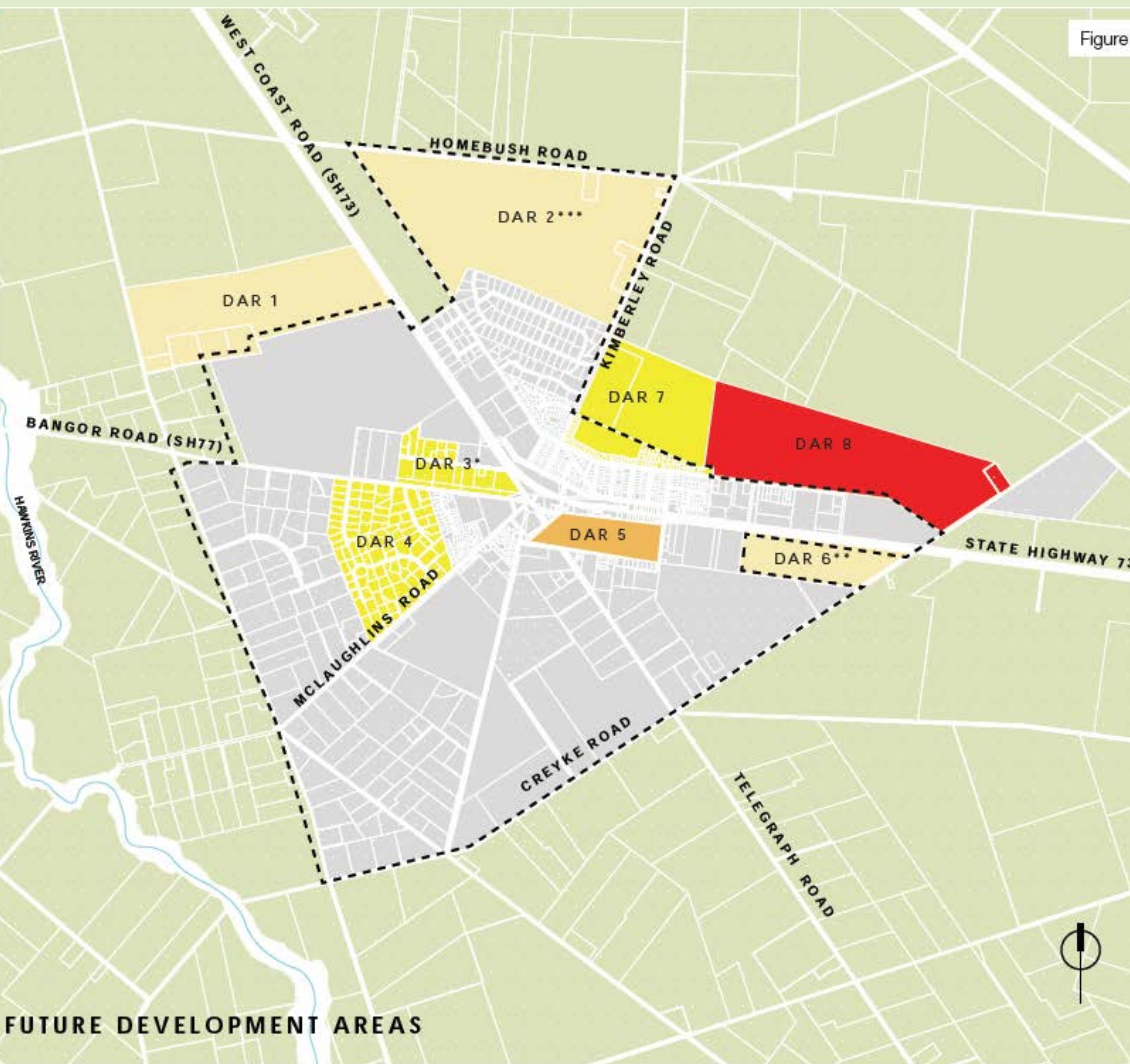 Figure
WEST COAST ROAD (SH73)
HOMEBUSH ROAD
DAR 2***
KIMBERLEY ROAD
DAR 1
DAR 7
BANGOR ROAD (SH77)
DAR 8
DAR 3*
HAWKINS RIVER
DAR 4
DAR 5
STATE HIGHWAY 73
DAR 6**
MCLAUGHLINS ROAD
CREYKE ROAD
TELEGRAPH ROAD
FUTURE DEVELOPMENT AREAS